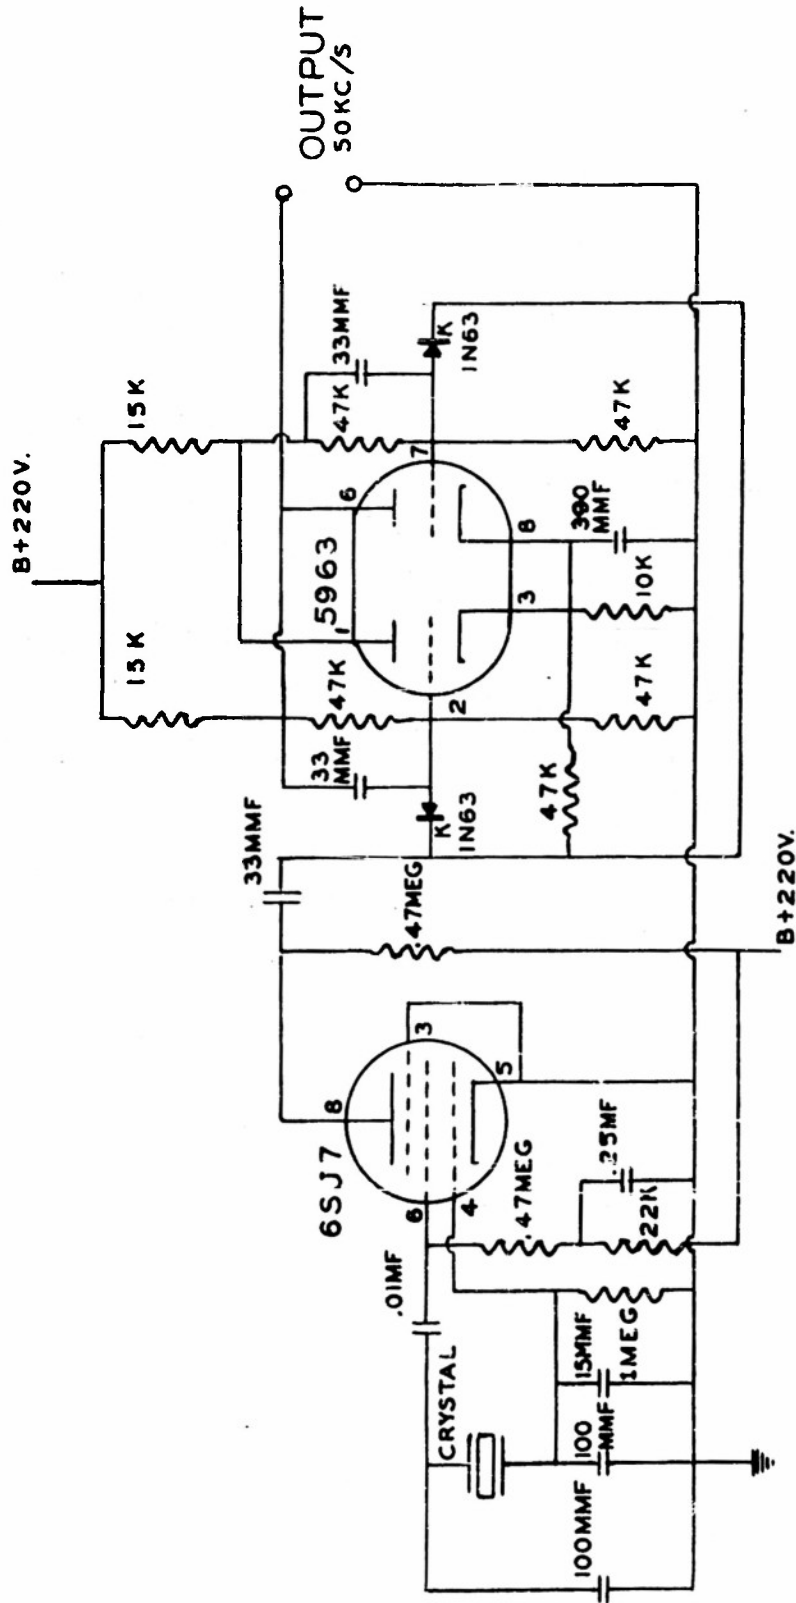 B+220V.
15K
15K
OUTPUT
50KC/S
33MMF
47K
K
1N63
6
7
47K
5963
1
8
MMF
3
10K
47K
2
47K
33
MMF
K
1N63
47K
33MMF
.47MEG
B+220V.
6SJ7
8
3
5
6
4
.47MEG
.25MF
22K
.01MF
CRYSTAL
15MMF
1MEG
100
MMF
100MMF